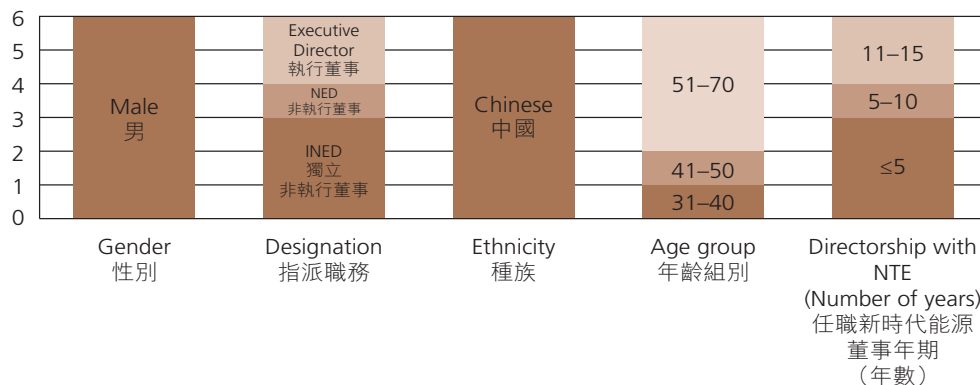 6
5
4
3
2
1
0
Male
男
Executive
Director
執行董事
NED
非執行董事
INED
獨立
非執行董事
Chinese
中國
51–70
41–50
31–40
11–15
5–10
≤5
Gender
性別
Designation
指派職務
Ethnicity
種族
Age group
年齡組別
Directorship with
NTE
(Number of years)
任職新時代能源
董事年期
（年數）